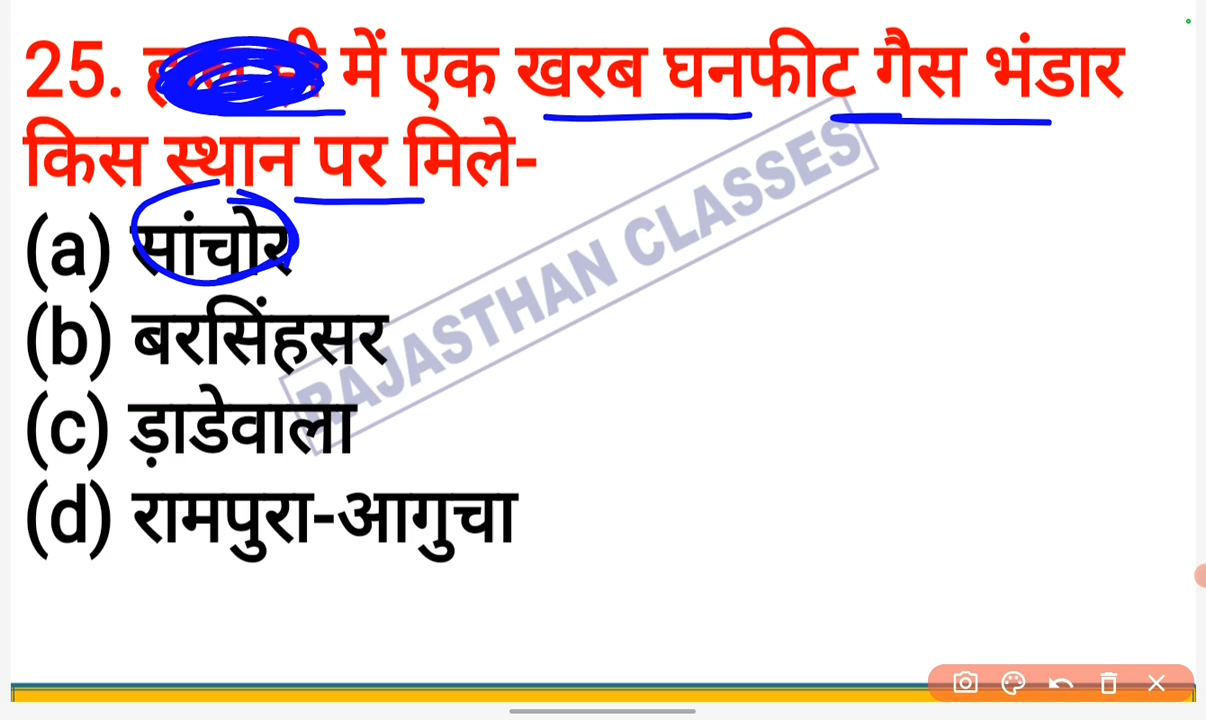 25. में एक खरब घनफीट गैस भंडार
किस स्थान पर मिले-
(a) सांचोर
(b) बरसिंहसर
(c) ड़ाडेवाला
(d) रामपुरा-आगुचा
RAJASTHAN CLASSES